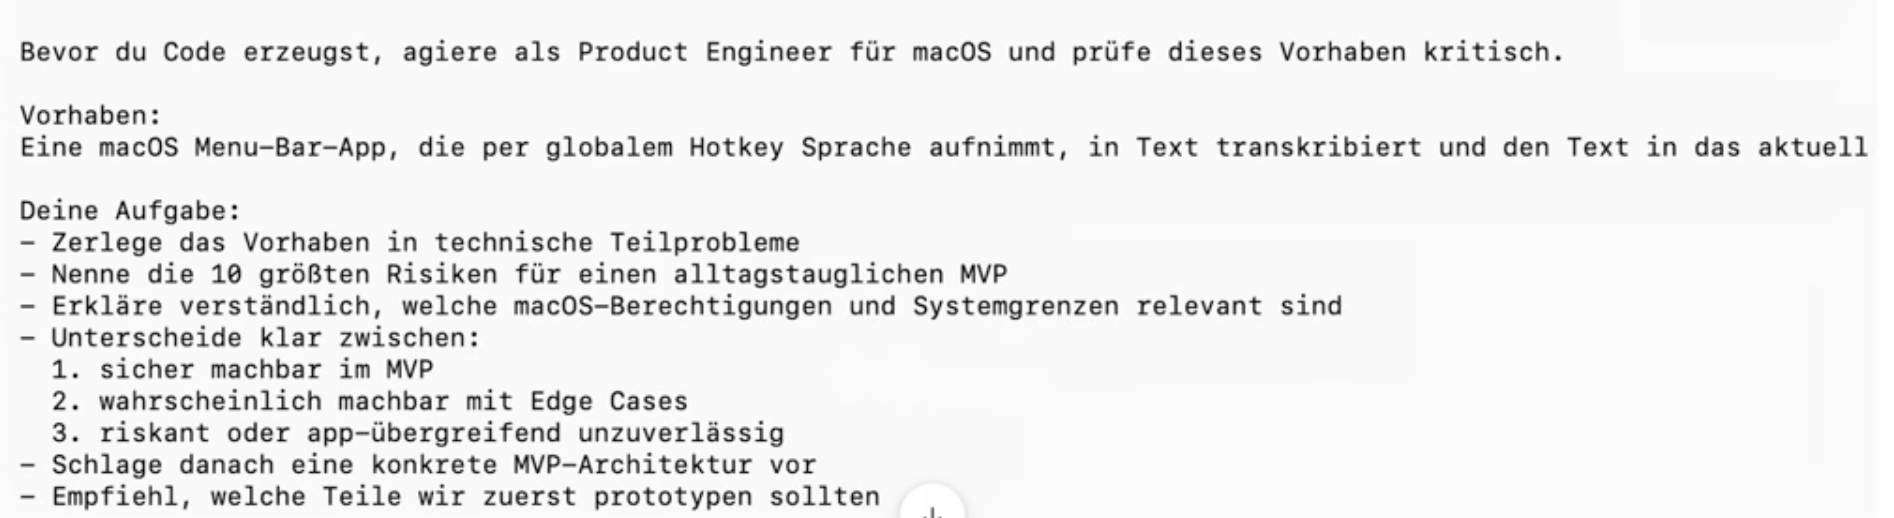 Bevor du Code erzeugst, agiere als Product Engineer für macOS und prüfe dieses Vorhaben kritisch.
Vorhaben:
Eine macOS Menu-Bar-App, die per globalem Hotkey Sprache aufnimmt, in Text transkribiert und den Text in das aktuell
Deine Aufgabe:
- Zerlege das Vorhaben in technische Teilprobleme
- Nenne die 10 größten Risiken für einen alltagstauglichen MVP
- Erkläre verständlich, welche macOS-Berechtigungen und Systemgrenzen relevant sind
- Unterscheide klar zwischen:
1. sicher machbar im MVP
2. wahrscheinlich machbar mit Edge Cases
3. riskant oder app-übergreifend unzuverlässig
- Schlage danach eine konkrete MVP-Architektur vor
- Empfiehl, welche Teile wir zuerst prototypen sollten